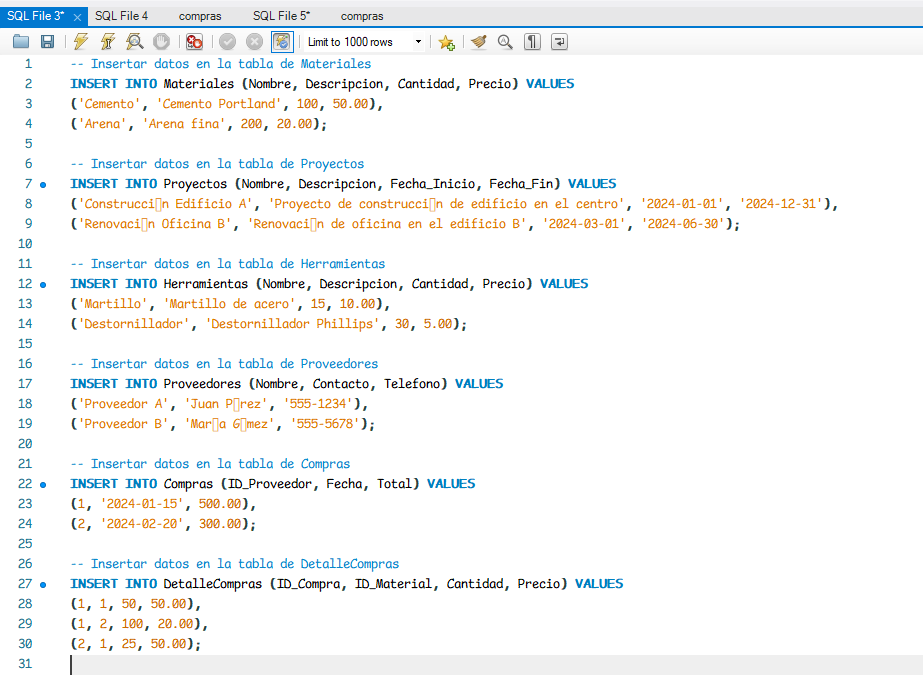 SQL File 3* × SQL File 4 compras SQL File 5* compras
Limit to 1000 rows
1 -- Insertar datos en la tabla de Materiales
2 INSERT INTO Materiales (Nombre, Descripcion, Cantidad, Precio) VALUES
3 ('Cemento', 'Cemento Portland', 100, 50.00),
4 ('Arena', 'Arena fina', 200, 20.00);
5
6 -- Insertar datos en la tabla de Proyectos
7 INSERT INTO Proyectos (Nombre, Descripcion, Fecha_Inicio, Fecha_Fin) VALUES
8 ('Construcci▯n Edificio A', 'Proyecto de construcci▯n de edificio en el centro', '2024-01-01', '2024-12-31'),
9 ('Renovaci▯n Oficina B', 'Renovaci▯n de oficina en el edificio B', '2024-03-01', '2024-06-30');
10
11 -- Insertar datos en la tabla de Herramientas
12 INSERT INTO Herramientas (Nombre, Descripcion, Cantidad, Precio) VALUES
13 ('Martillo', 'Martillo de acero', 15, 10.00),
14 ('Destornillador', 'Destornillador Phillips', 30, 5.00);
15
16 -- Insertar datos en la tabla de Proveedores
17 INSERT INTO Proveedores (Nombre, Contacto, Telefono) VALUES
18 ('Proveedor A', 'Juan P▯rez', '555-1234'),
19 ('Proveedor B', 'Mar▯a G▯mez', '555-5678');
20
21 -- Insertar datos en la tabla de Compras
22 INSERT INTO Compras (ID_Proveedor, Fecha, Total) VALUES
23 (1, '2024-01-15', 500.00),
24 (2, '2024-02-20', 300.00);
25
26 -- Insertar datos en la tabla de DetalleCompras
27 INSERT INTO DetalleCompras (ID_Compra, ID_Material, Cantidad, Precio) VALUES
28 (1, 1, 50, 50.00),
29 (1, 2, 100, 20.00),
30 (2, 1, 25, 50.00);
31